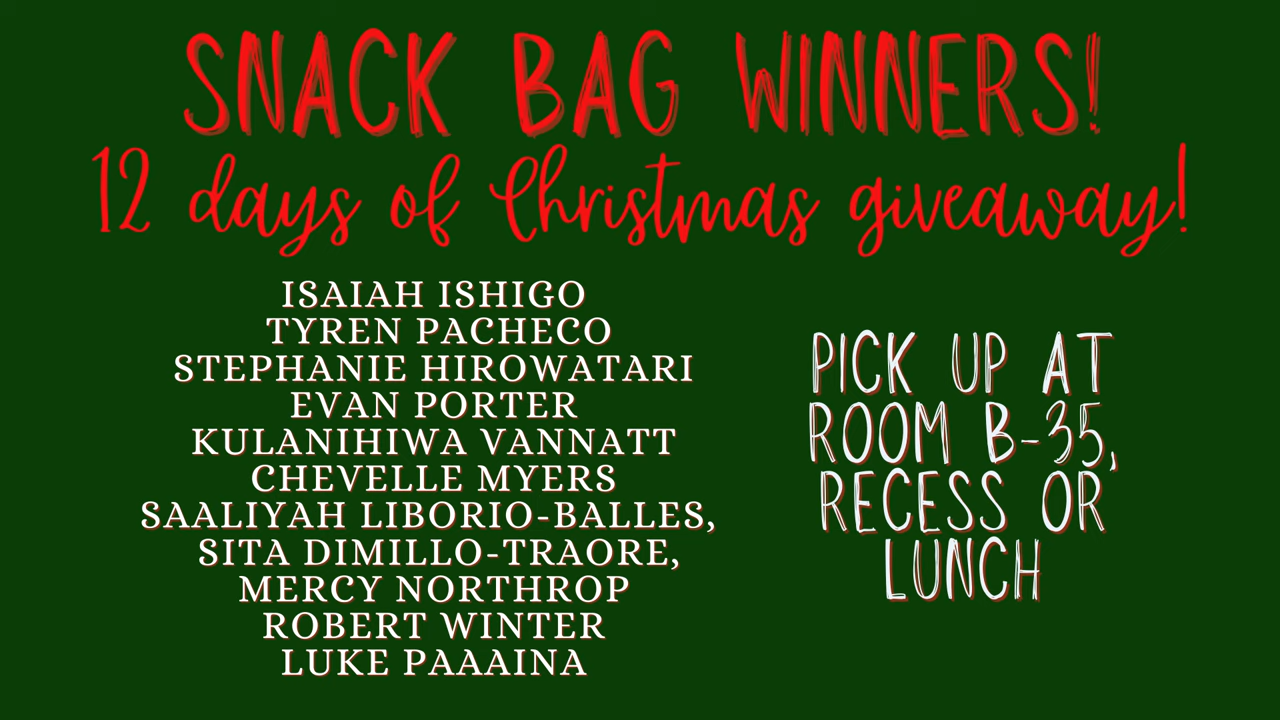 SNACK BAG WINNERS!
12 days of Christmas giveaway!
ISAIAH ISHIGO
TYREN PACHECO
STEPHANIE HIROWATARI
EVAN PORTER
KULANIHIWA VANNATT
CHEVELLE MYERS
SAALIYAH LIBORIO-BALLES,
SITA DIMILLO-TRAORE,
MERCY NORTHROP
ROBERT WINTER
LUKE PAAAINA
PICK UP AT
ROOM B-35,
RECESS OR
LUNCH